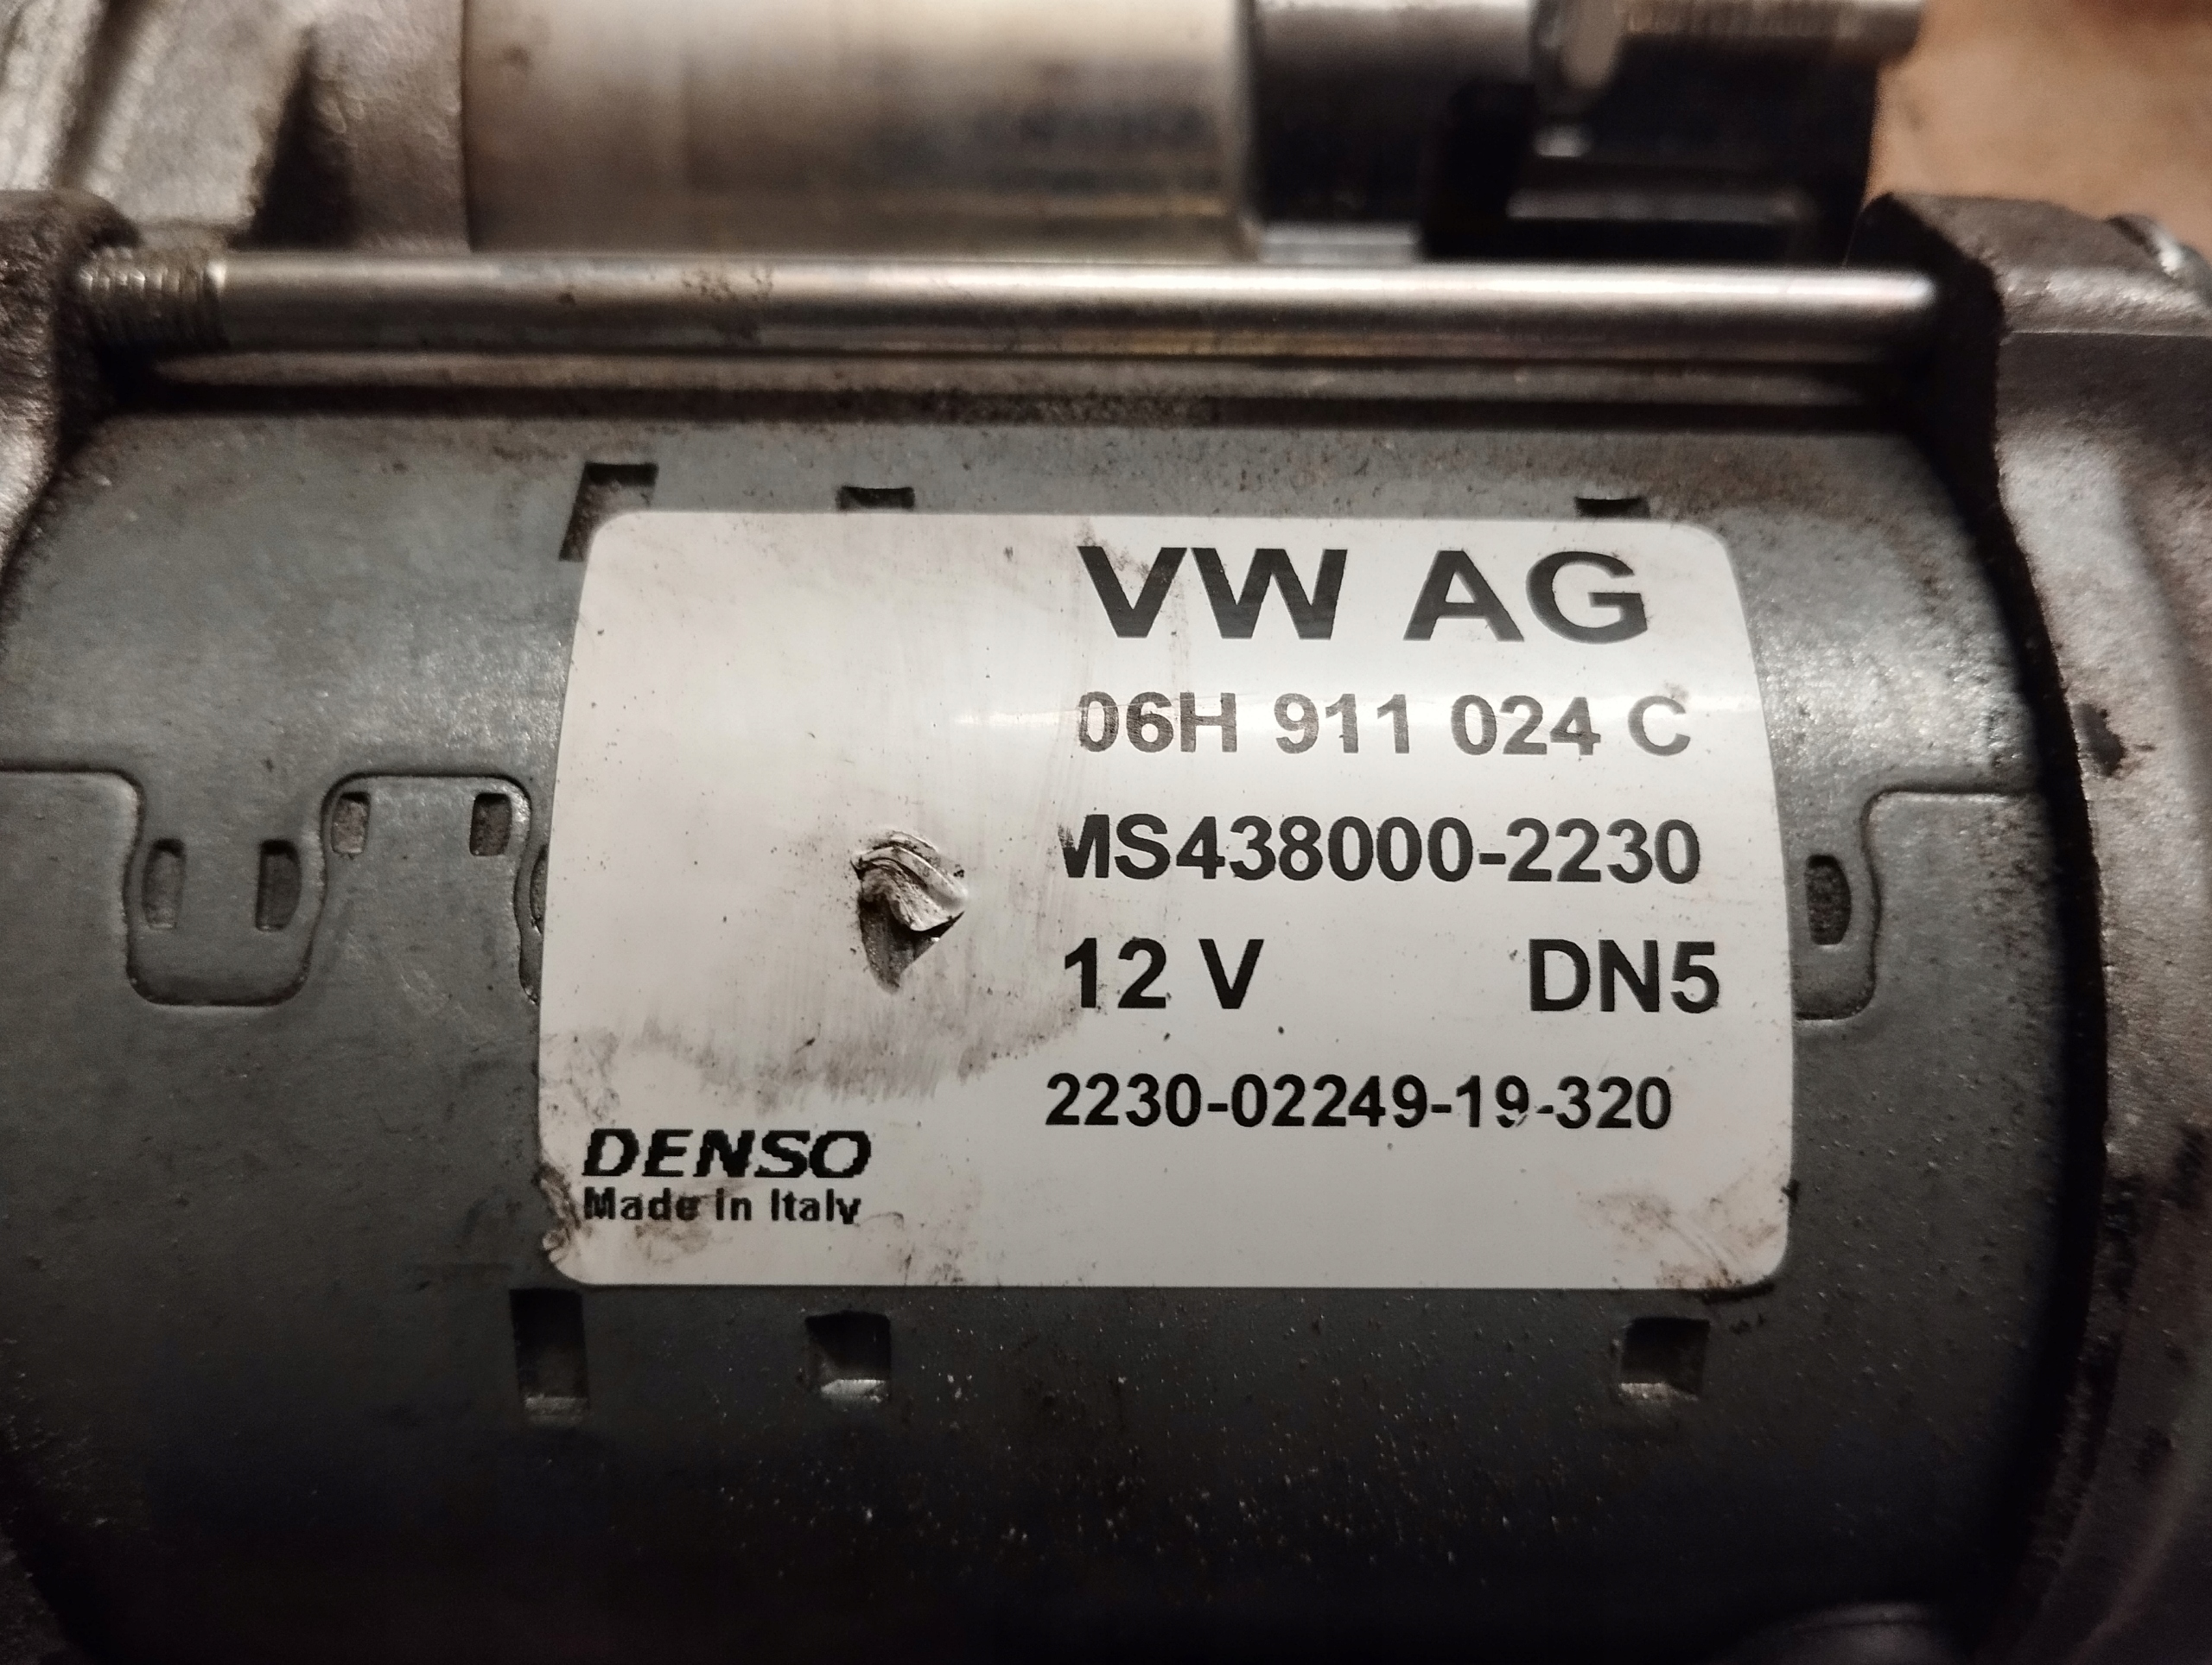 VW AG
06H 911 024 C
MS438000-2230
12 V DN5
2230-02249-19-320
DENSO
Made in Italy